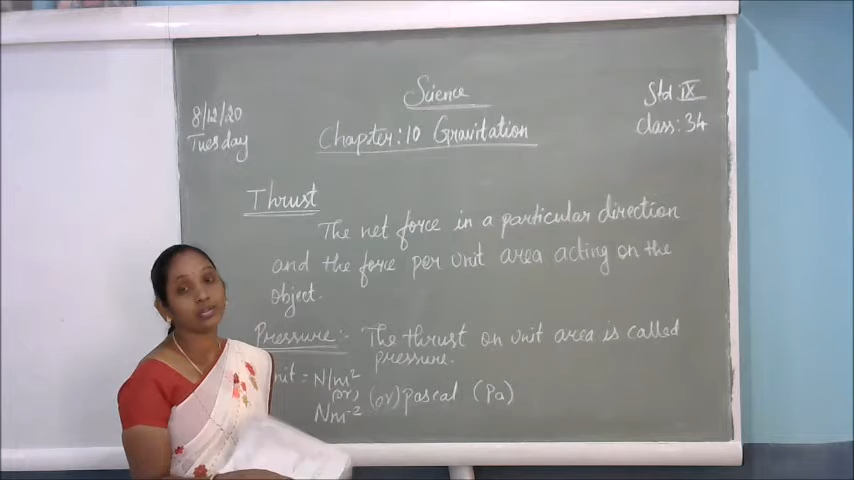 Science
8/12/20
Tuesday
Std IX
Chapter: 10 Gravitation
Class: 34
Thrust
The net force in a particular direction
and the force per unit area acting on the
object.
Pressure :- The thrust on unit area is called
pressure.
nit = N/m² (or) pascal (Pa)
(or)
Nm⁻²